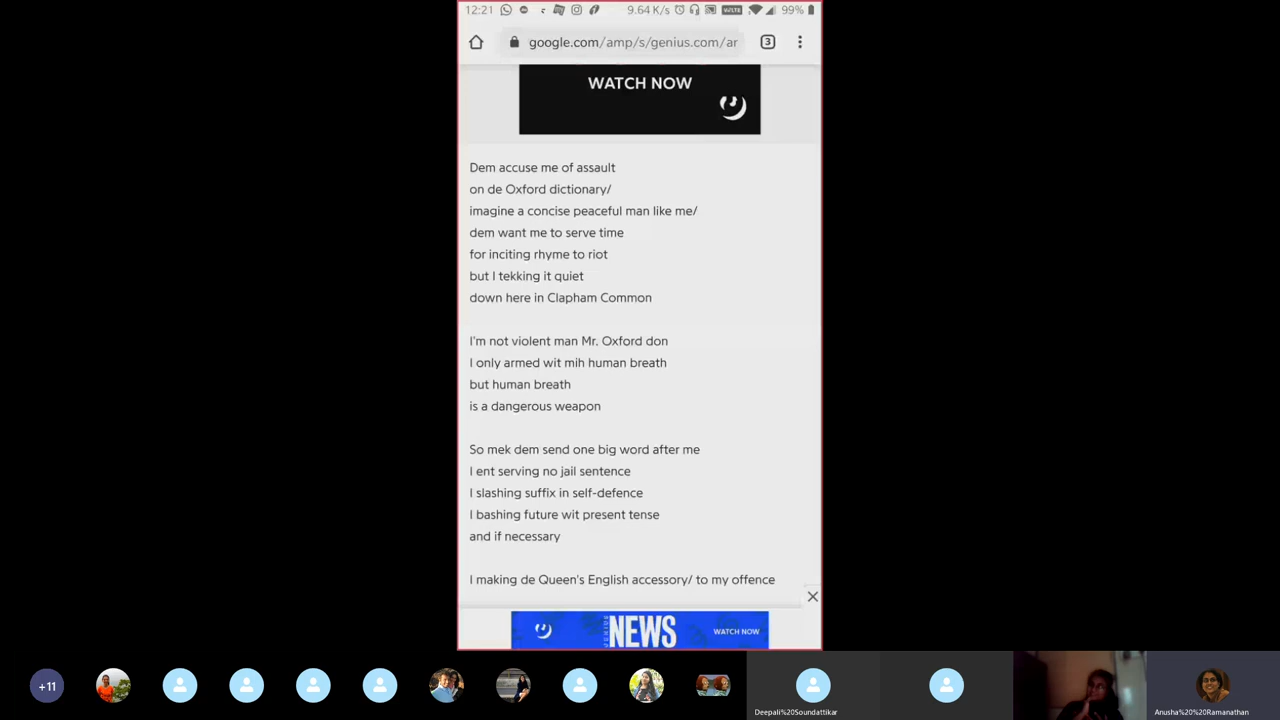 12:21
9.64 K/s
VoLTE
99%
google.com/amp/s/genius.com/ar
3
WATCH NOW
Dem accuse me of assault
on de Oxford dictionary/
imagine a concise peaceful man like me/
dem want me to serve time
for inciting rhyme to riot
but I tekking it quiet
down here in Clapham Common
I'm not violent man Mr. Oxford don
I only armed wit mih human breath
but human breath
is a dangerous weapon
So mek dem send one big word after me
I ent serving no jail sentence
I slashing suffix in self-defence
I bashing future wit present tense
and if necessary
I making de Queen's English accessory/ to my offence
GENIUS NEWS
WATCH NOW
+11
Deepali%20Soundattikar
Anusha%20%20Ramanathan